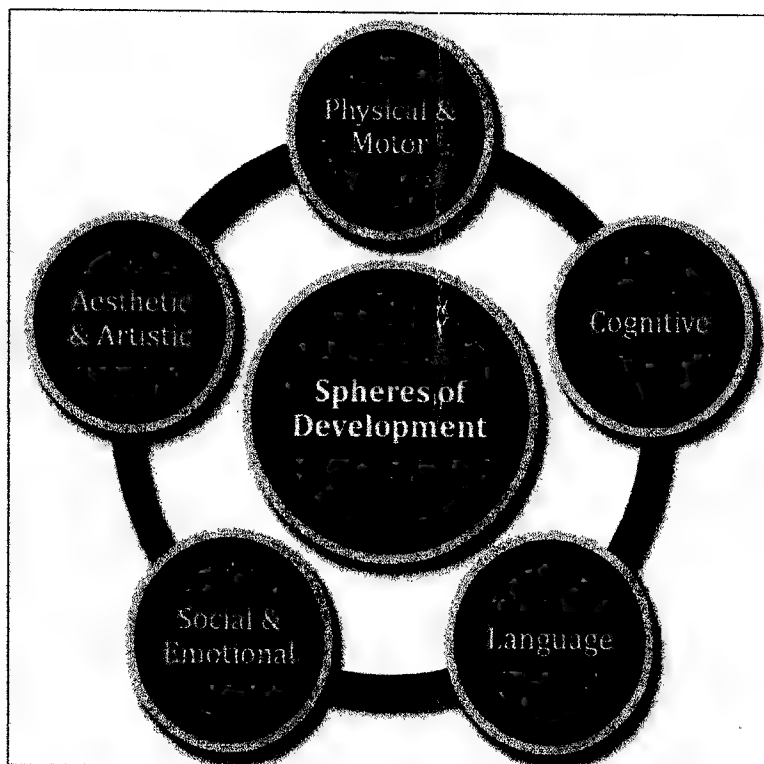 Physical &
Motor
Aesthetic
& Artistic
Cognitive
Spheres of
Development
Social &
Emotional
Language